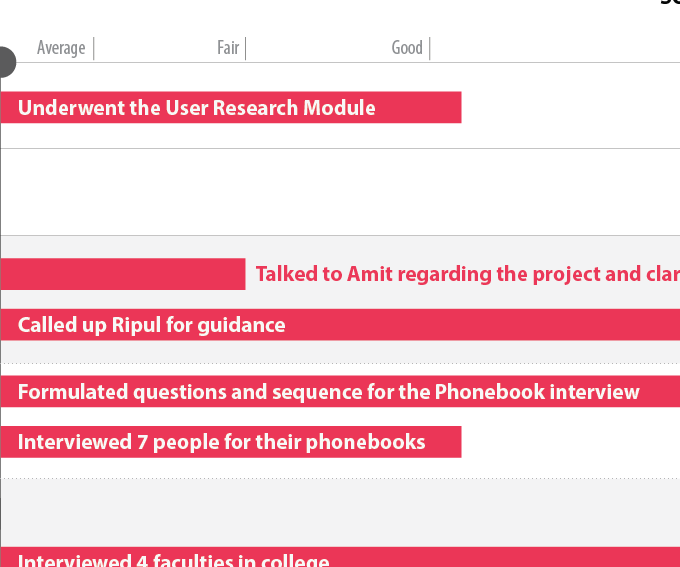 Average Fair Good
Underwent the User Research Module
Talked to Amit regarding the project and
Called up Ripul for guidance
Formulated questions and sequence for the Phonebook interview
Interviewed 7 people for their phonebooks
Interviewed 4 faculties in college